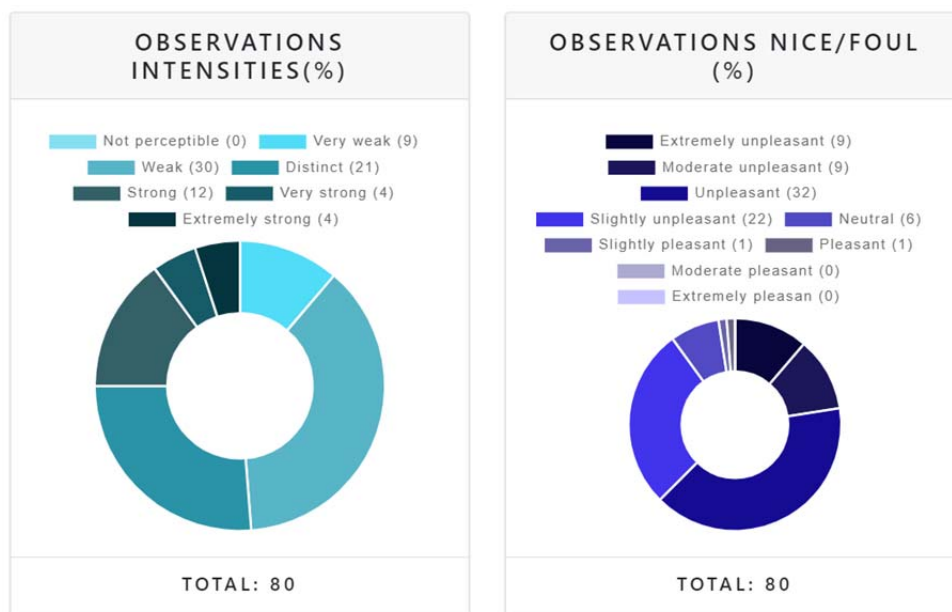 OBSERVATIONS
INTENSITIES(%)
Not perceptible (0) Very weak (9)
Weak (30) Distinct (21)
Strong (12) Very strong (4)
Extremely strong (4)
TOTAL: 80
OBSERVATIONS NICE/FOUL
(%)
Extremely unpleasant (9)
Moderate unpleasant (9)
Unpleasant (32)
Slightly unpleasant (22) Neutral (6)
Slightly pleasant (1) Pleasant (1)
Moderate pleasant (0)
Extremely pleasan (0)
TOTAL: 80